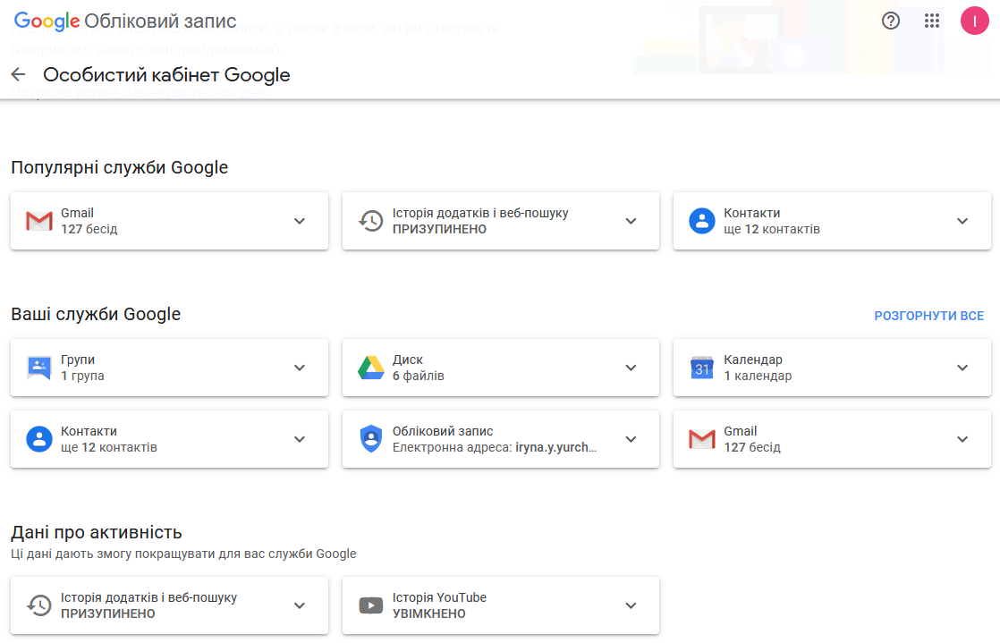 Google Обліковий запис
запити, а також файли, які ви створюєте
(наприклад, електронні повідомлення)
I
Особистий кабінет Google
Потрібна копія? Завантажте свої дані
Популярні служби Google
Gmail
127 бесід
Історія додатків і веб-пошуку
ПРИЗУПИНЕНО
Контакти
ще 12 контактів
Ваші служби Google
РОЗГОРНУТИ ВСЕ
Групи
1 група
Диск
6 файлів
31
Календар
1 календар
Контакти
ще 12 контактів
Обліковий запис
Електронна адреса: iryna.y.yurch...
Gmail
127 бесід
Дані про активність
Ці дані дають змогу покращувати для вас служби Google
Історія додатків і веб-пошуку
ПРИЗУПИНЕНО
Історія YouTube
УВІМКНЕНО